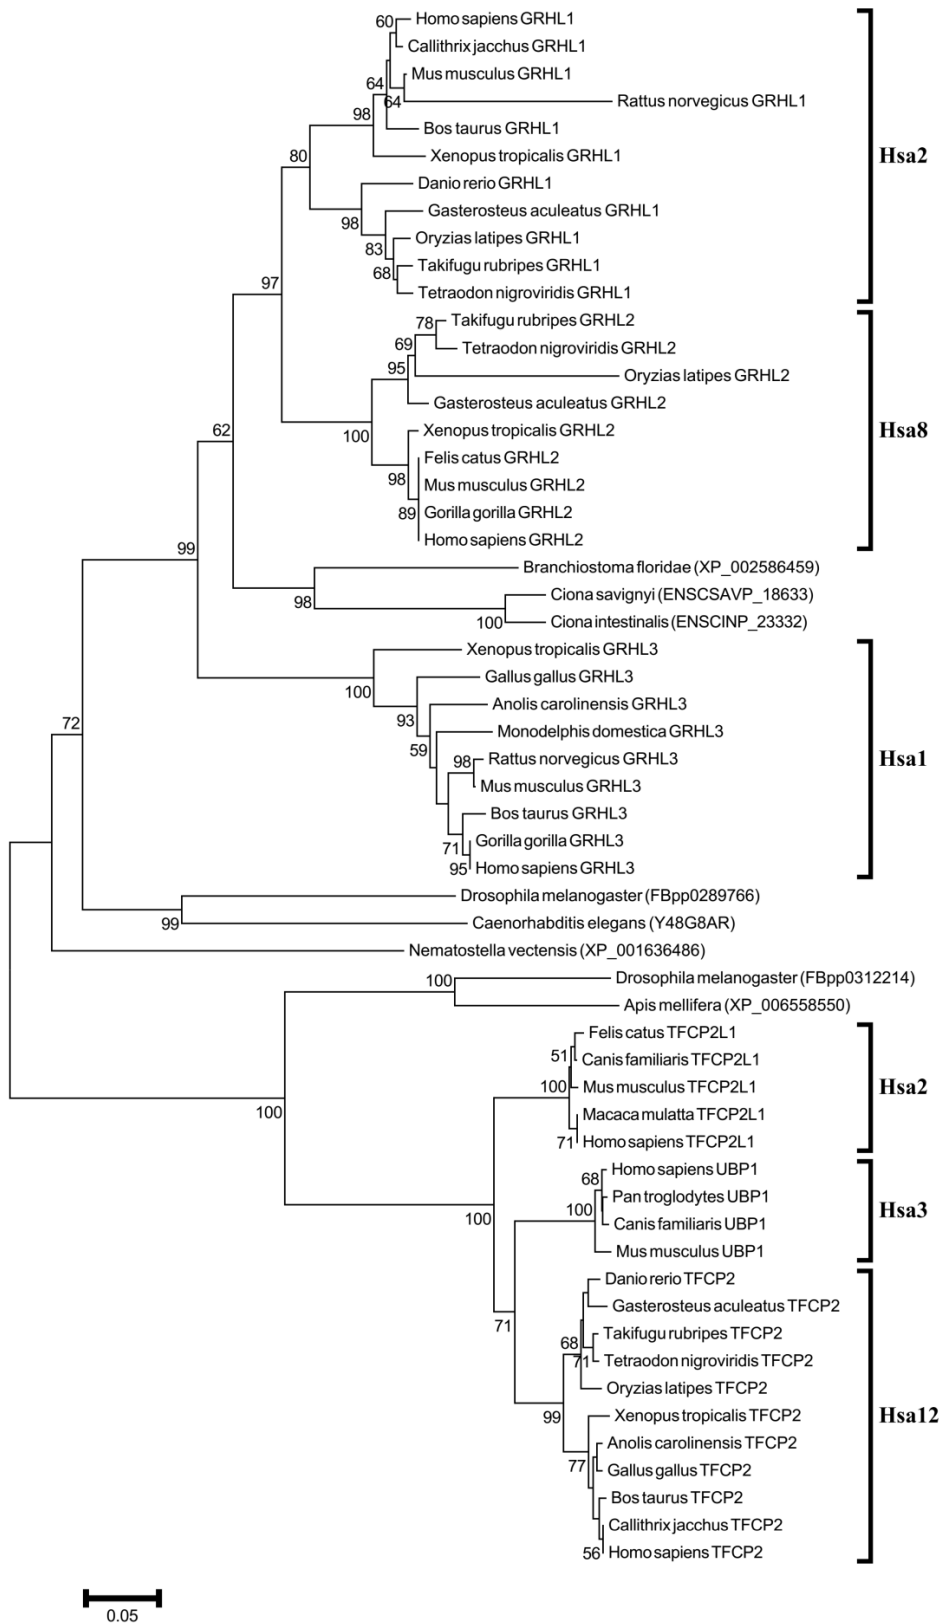 60
Homo sapiens GRHL1
Callithrix jacchus GRHL1
Mus musculus GRHL1
64
64
Rattus norvegicus GRHL1
98
Bos taurus GRHL1
Hsa2
80
Xenopus tropicalis GRHL1
Danio rerio GRHL1
98
Gasterosteus aculeatus GRHL1
Oryzias latipes GRHL1
83
Takifugu rubripes GRHL1
68
97
Tetraodon nigroviridis GRHL1
78
Takifugu rubripes GRHL2
69
Tetraodon nigroviridis GRHL2
95
Oryzias latipes GRHL2
Gasterosteus aculeatus GRHL2
62
100
Xenopus tropicalis GRHL2
Hsa8
Felis catus GRHL2
98
Mus musculus GRHL2
89
Gorilla gorilla GRHL2
Homo sapiens GRHL2
99
Branchiostoma floridae (XP_002586459)
98
Ciona savignyi (ENSCSAVP_18633)
100
Ciona intestinalis (ENSCINP_23332)
Xenopus tropicalis GRHL3
100
Gallus gallus GRHL3
Anolis carolinensis GRHL3
93
72
Monodelphis domestica GRHL3
59
98
Rattus norvegicus GRHL3
Hsa1
Mus musculus GRHL3
Bos taurus GRHL3
Gorilla gorilla GRHL3
71
95
Homo sapiens GRHL3
Drosophila melanogaster (FBpp0289766)
99
Caenorhabditis elegans (Y48G8AR)
Nematostella vectensis (XP_001636486)
100
Drosophila melanogaster (FBpp0312214)
Apis mellifera (XP_006558550)
Felis catus TFCP2L1
51
Canis familiaris TFCP2L1
100
Mus musculus TFCP2L1
Hsa2
100
Macaca mulatta TFCP2L1
71
Homo sapiens TFCP2L1
Homo sapiens UBP1
68
Pan troglodytes UBP1
100
100
Canis familiaris UBP1
Hsa3
Mus musculus UBP1
Danio rerio TFCP2
71
Gasterosteus aculeatus TFCP2
68
Takifugu rubripes TFCP2
71
Tetraodon nigroviridis TFCP2
Oryzias latipes TFCP2
99
Xenopus tropicalis TFCP2
Hsa12
Anolis carolinensis TFCP2
77
Gallus gallus TFCP2
Bos taurus TFCP2
Callithrix jacchus TFCP2
56
Homo sapiens TFCP2
0.05